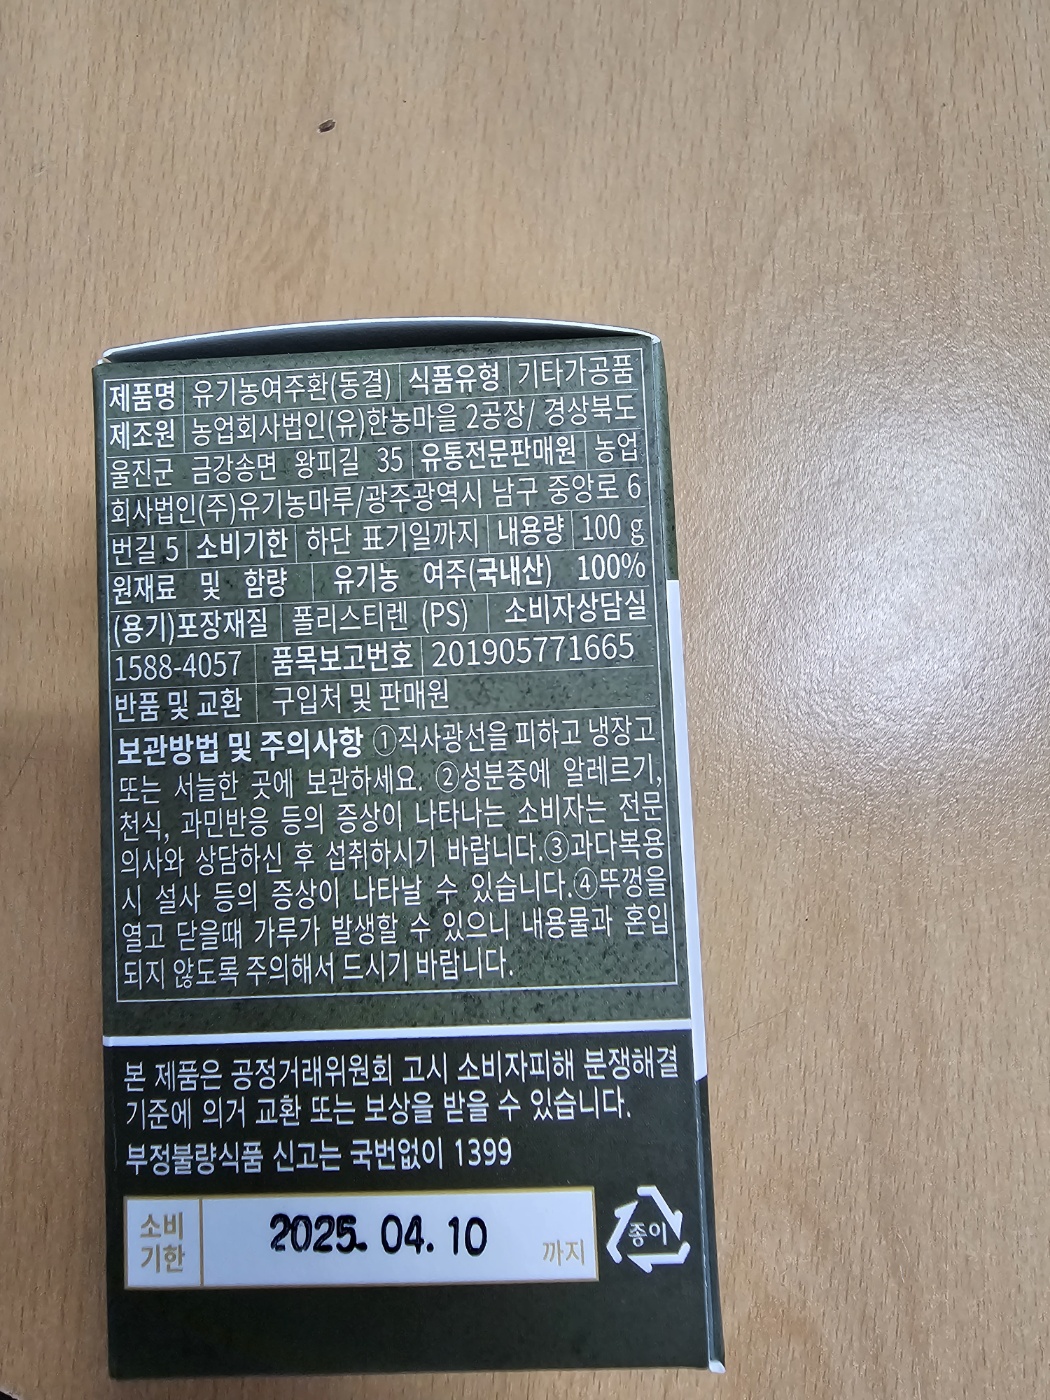 제품명 유기농여주환(동결) 식품유형 기타가공품
제조원 농업회사법인(유)한농마을 2공장/ 경상북도
울진군 금강송면 왕피길 35 유통전문판매원 농업
회사법인(주)유기농마루/광주광역시 남구 중앙로 6
번길 5 소비기한 하단 표기일까지 내용량 100 g
원재료 및 함량 유기농 여주(국내산) 100%
(용기)포장재질 폴리스티렌 (PS) 소비자상담실
1588-4057 품목보고번호 201905771665
반품 및 교환 구입처 및 판매원
보관방법 및 주의사항 ①직사광선을 피하고 냉장고
또는 서늘한 곳에 보관하세요. ②성분중에 알레르기,
천식, 과민반응 등의 증상이 나타나는 소비자는 전문
의사와 상담하신 후 섭취하시기 바랍니다.③과다복용
시 설사 등의 증상이 나타날 수 있습니다.④뚜껑을
열고 닫을때 가루가 발생할 수 있으니 내용물과 혼입
되지 않도록 주의해서 드시기 바랍니다.
본 제품은 공정거래위원회 고시 소비자피해 분쟁해결
기준에 의거 교환 또는 보상을 받을 수 있습니다.
부정불량식품 신고는 국번없이 1399
소비
기한
2025. 04. 10 까지
종이